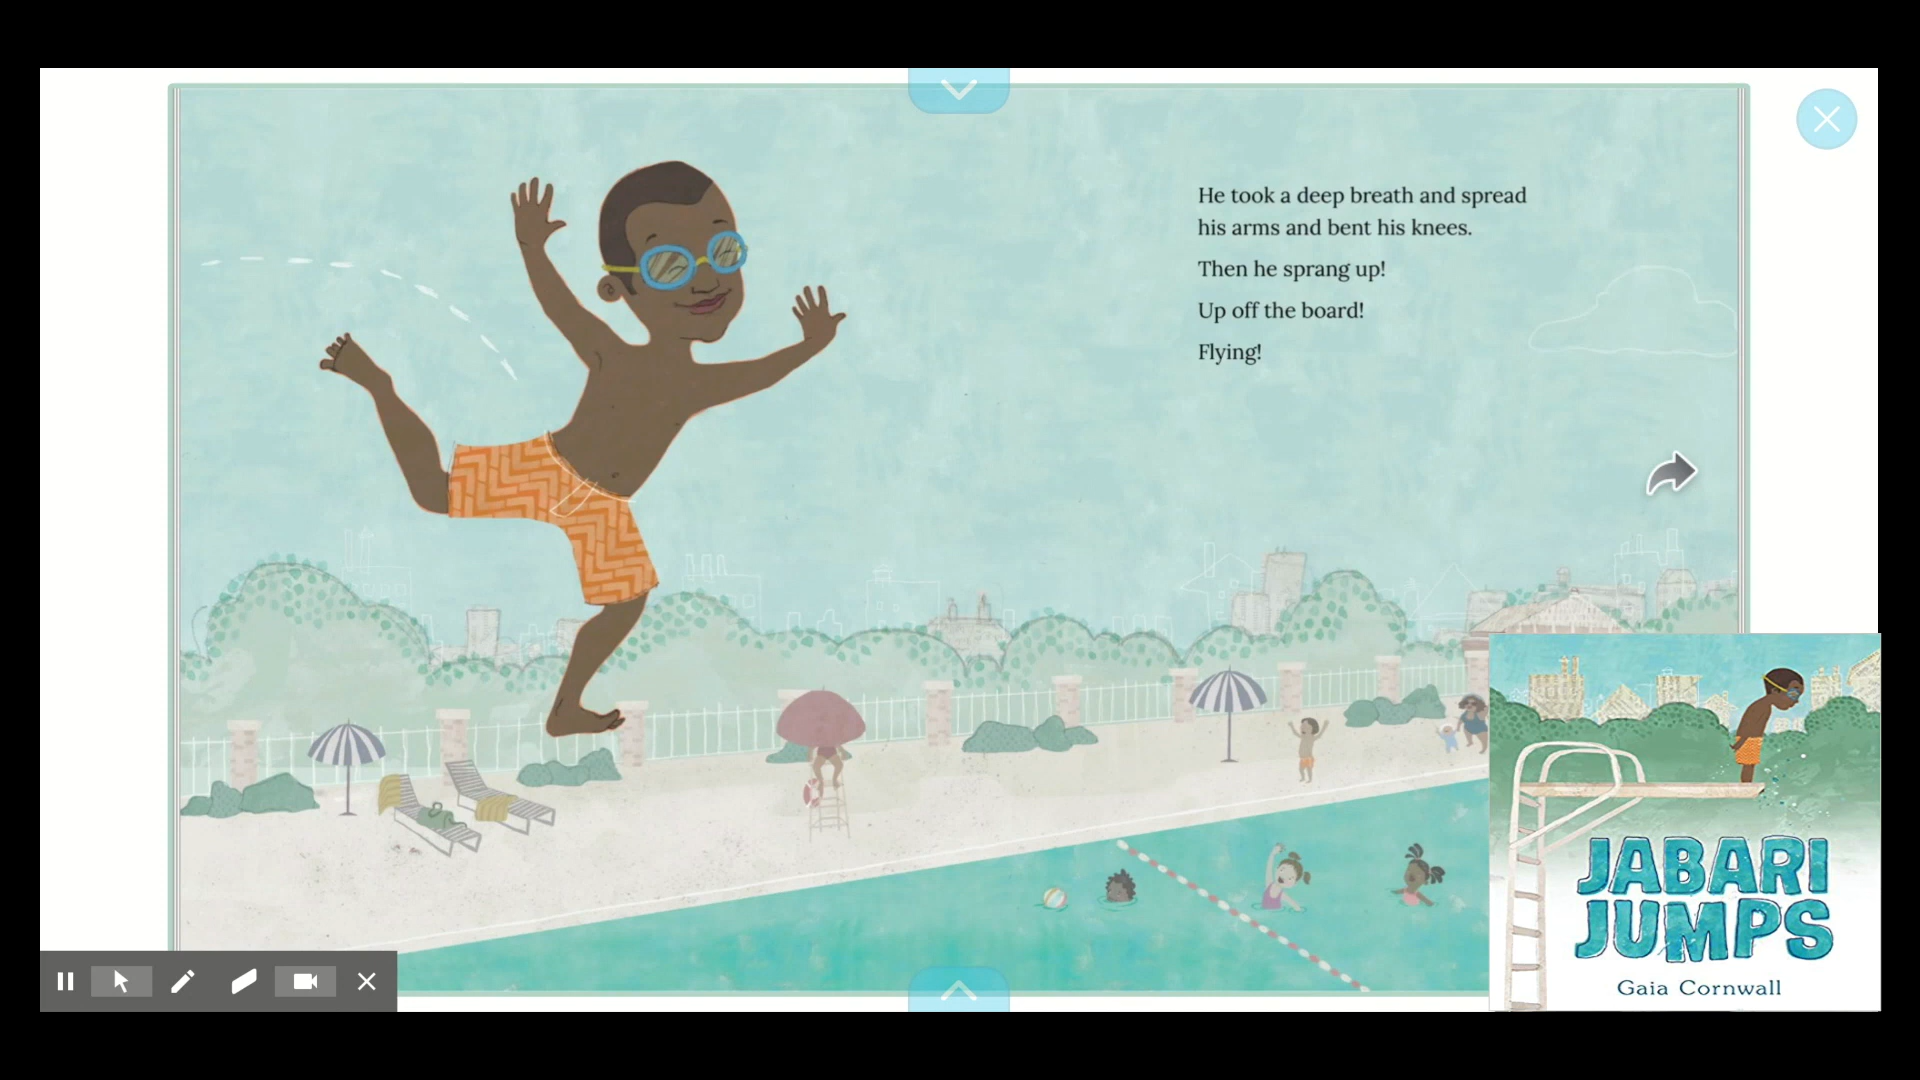 He took a deep breath and spread
his arms and bent his knees.
Then he sprang up!
Up off the board!
Flying!
JABARI
JUMPS
Gaia Cornwall